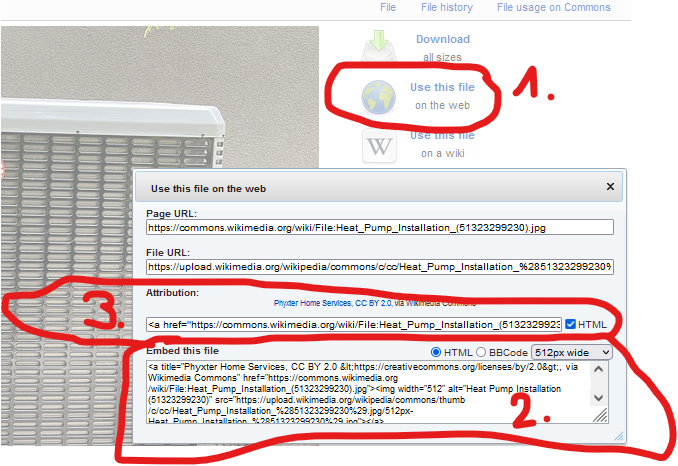 File File history File usage on Commons
Download
all sizes
Use this file
on the web
1.
Use this file
on a wiki
W
Use this file on the web
Page URL:
https://commons.wikimedia.org/wiki/File:Heat_Pump_Installation_(51323299230).jpg
File URL:
https://upload.wikimedia.org/wikipedia/commons/c/cc/Heat_Pump_Installation_%2851323299230%
Attribution:
Phyxter Home Services, CC BY 2.0, via Wikimedia Commons
3.
<a href="https://commons.wikimedia.org/wiki/File:Heat_Pump_Installation_(5132329923 HTML
Embed this file HTML BBCode 512px wide
<a title="Phyxter Home Services, CC BY 2.0 &lt;https://creativecommons.org/licenses/by/2.0&gt;, via
Wikimedia Commons" href="https://commons.wikimedia.org
/wiki/File:Heat_Pump_Installation_(51323299230).jpg"><img width="512" alt="Heat Pump Installation
(51323299230)" src="https://upload.wikimedia.org/wikipedia/commons/thumb
/c/cc/Heat_Pump_Installation_%2851323299230%29.jpg/512px-
Heat_Pump_Installation_%2851323299230%29.jpg"></a>
2.